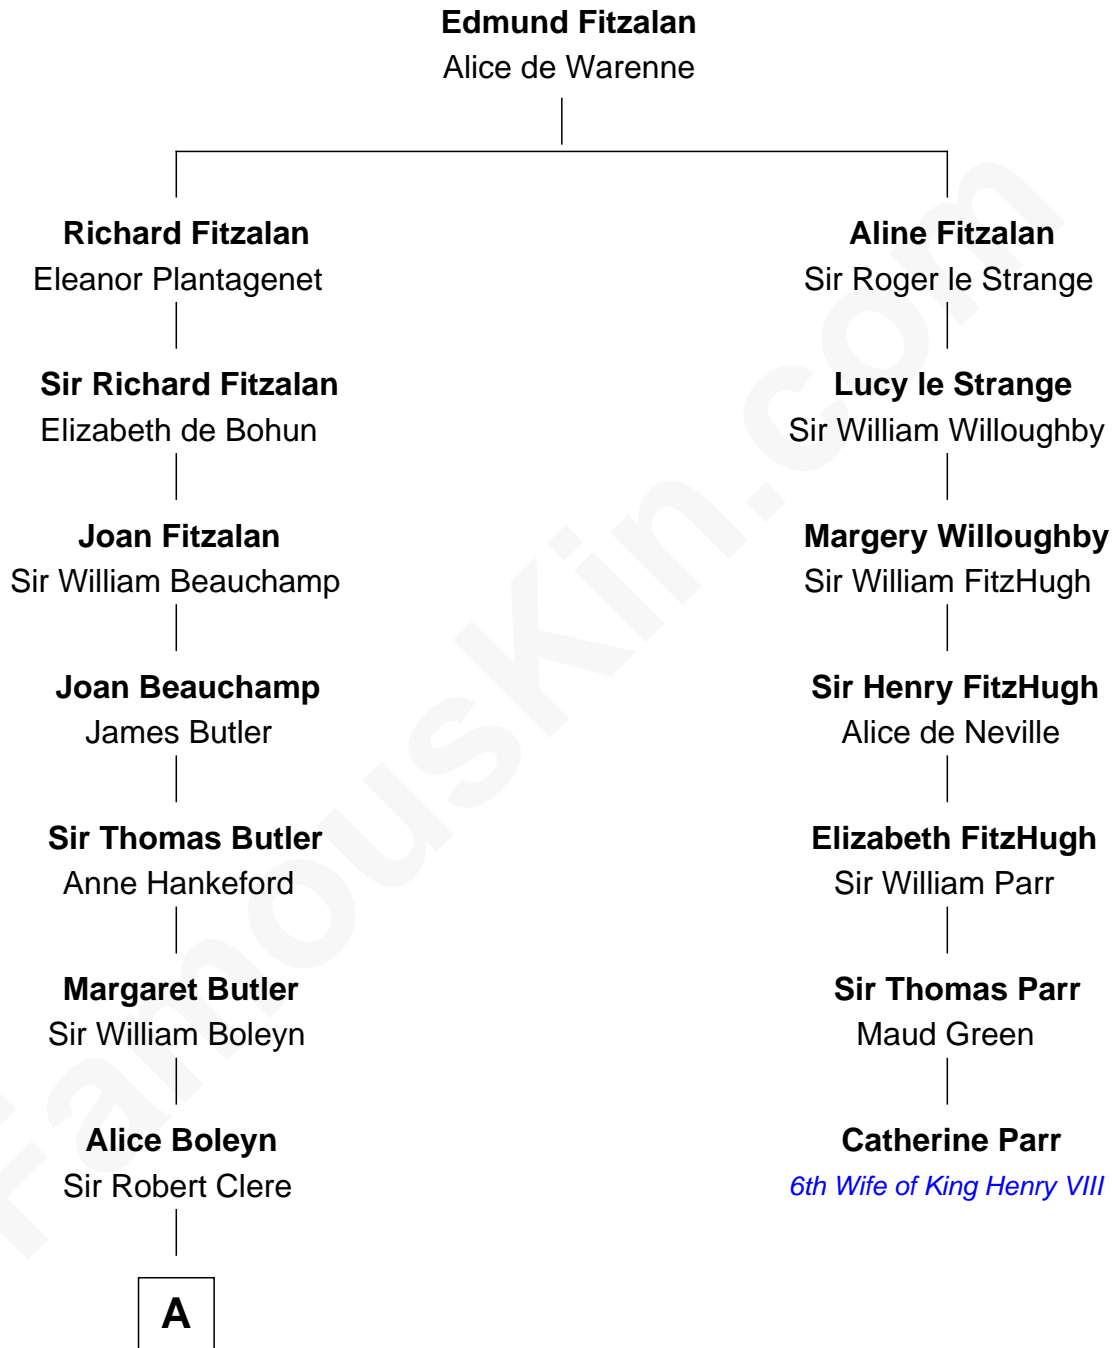 Edmund Fitzalan
Alice de Warenne
Richard Fitzalan
Eleanor Plantagenet
Aline Fitzalan
Sir Roger le Strange
Sir Richard Fitzalan
Elizabeth de Bohun
Lucy le Strange
Sir William Willoughby
Joan Fitzalan
Sir William Beauchamp
Margery Willoughby
Sir William FitzHugh
Joan Beauchamp
James Butler
Sir Henry FitzHugh
Alice de Neville
Sir Thomas Butler
Anne Hankeford
Elizabeth FitzHugh
Sir William Parr
Margaret Butler
Sir William Boleyn
Sir Thomas Parr
Maud Green
Alice Boleyn
Sir Robert Clere
Catherine Parr
6th Wife of King Henry VIII
A
FamousKin.com